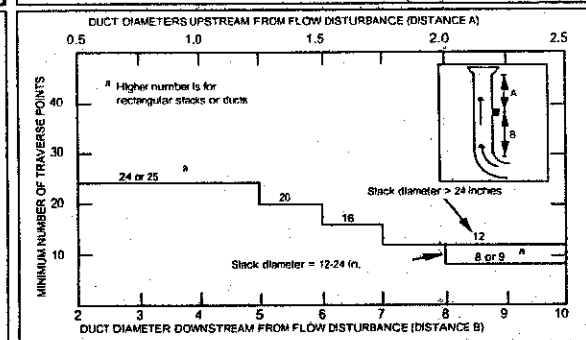 DUCT DIAMETERS UPSTREAM FROM FLOW DISTURBANCE (DISTANCE A)
0.5 1.0 1.5 2.0 2.5
MINIMUM NUMBER OF TRAVERSE POINTS
40
30
20
10
a Higher number is for
rectangular stacks or ducts
A
B
24 or 25 a
20
16
Stack diameter > 24 inches
12
8 or 9 a
Stack diameter = 12-24 in.
2 3 4 5 6 7 8 9 10
DUCT DIAMETER DOWNSTREAM FROM FLOW DISTURBANCE (DISTANCE B)